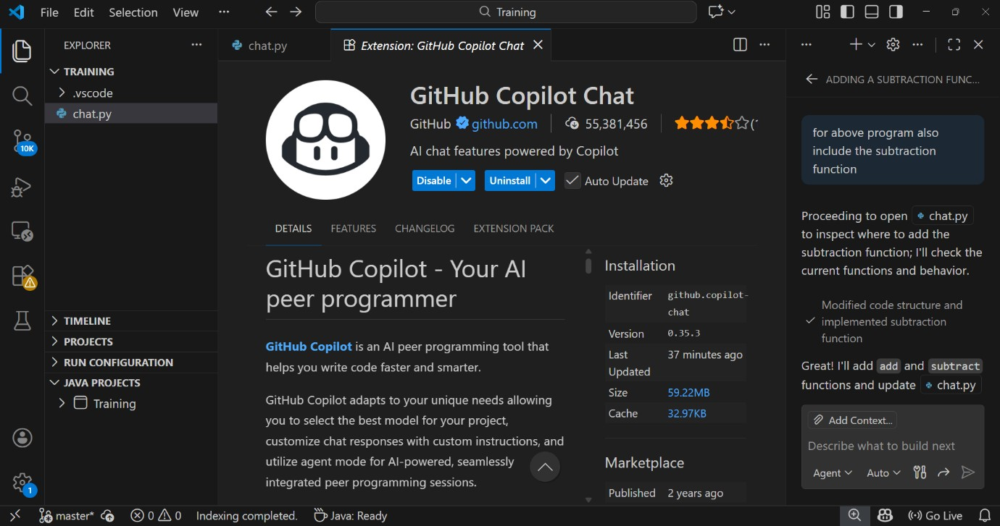 File Edit Selection View ··· Training
EXPLORER ···
TRAINING
.vscode
chat.py
10K
TIMELINE
PROJECTS
RUN CONFIGURATION
JAVA PROJECTS
Training
1
chat.py
Extension: GitHub Copilot Chat
GitHub Copilot Chat
GitHub github.com 55,381,456
AI chat features powered by Copilot
Disable Uninstall Auto Update
DETAILS FEATURES CHANGELOG EXTENSION PACK
GitHub Copilot - Your AI
peer programmer
GitHub Copilot is an AI peer programming tool that
helps you write code faster and smarter.
GitHub Copilot adapts to your unique needs allowing
you to select the best model for your project,
customize chat responses with custom instructions, and
utilize agent mode for AI-powered, seamlessly
integrated peer programming sessions.
Installation
Identifier github.copilot-
chat
Version 0.35.3
Last 37 minutes ago
Updated
Size 59.22MB
Cache 32.97KB
Marketplace
Published 2 years ago
ADDING A SUBTRACTION FUNC...
for above program also
include the subtraction
function
Proceeding to open chat.py
to inspect where to add the
subtraction function; I'll check the
current functions and behavior.
Modified code structure and
implemented subtraction
function
Great! I'll add add and subtract
functions and update chat.py
Add Context...
Describe what to build next
Agent Auto
master* 0 0 Indexing completed. Java: Ready Go Live